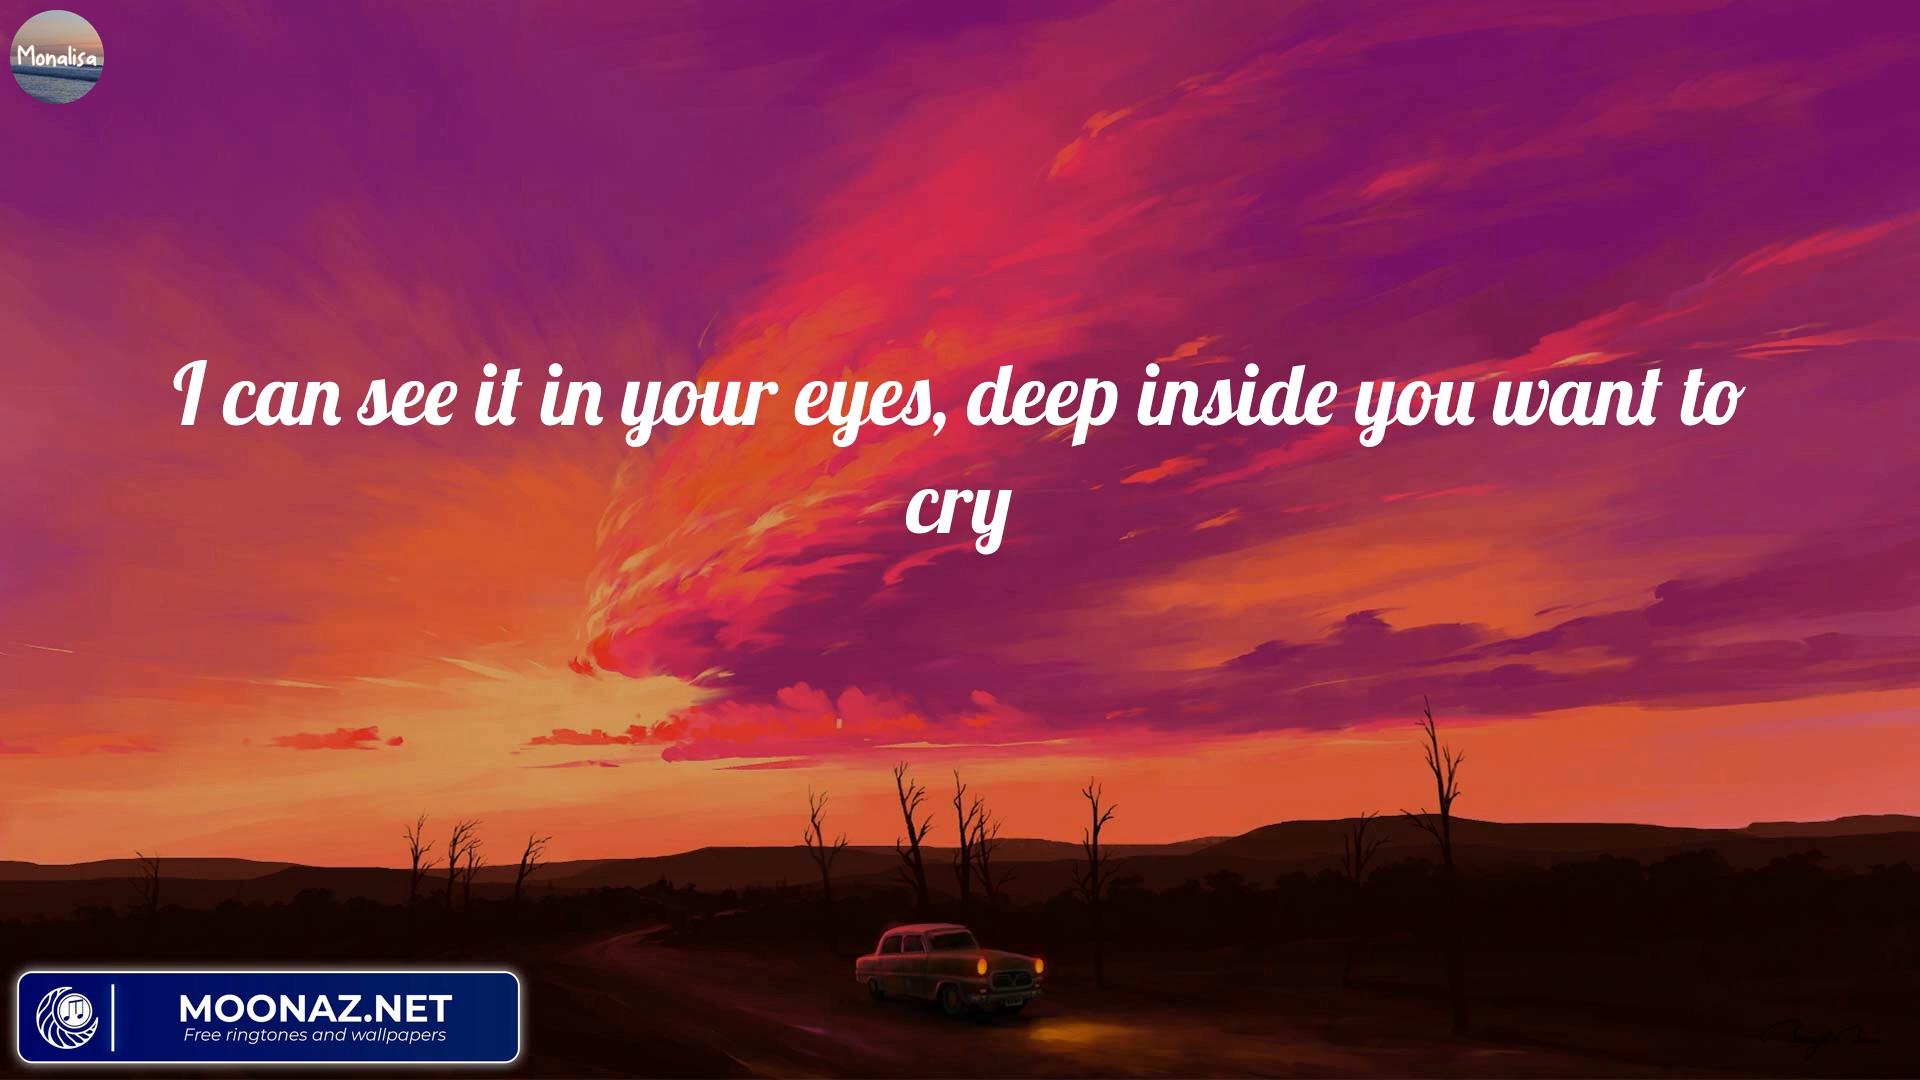 Monalisa
I can see it in your eyes, deep inside you want to
cry
MOONAZ.NET
Free ringtones and wallpapers